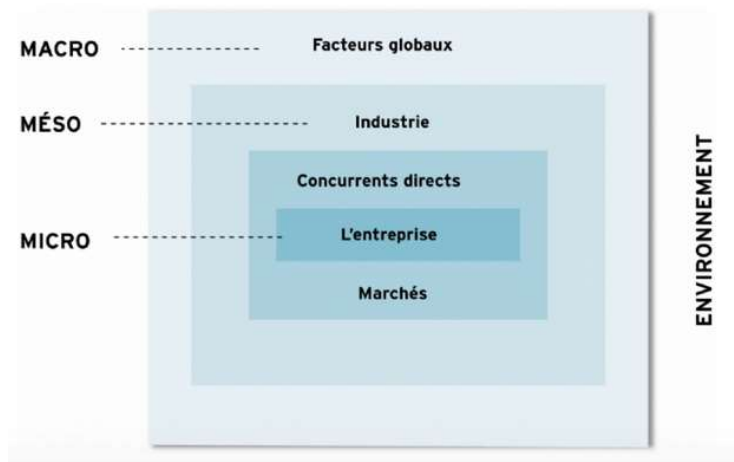 MACRO
Facteurs globaux
MÉSO
Industrie
Concurrents directs
MICRO
L'entreprise
Marchés
ENVIRONNEMENT